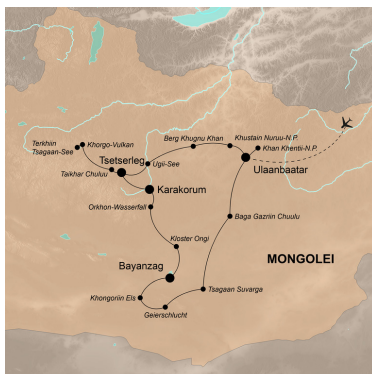 Khustain Nuruu-N.P.
Berg Khugnu Khan
Terkhiin
Tsagaan-See
Khorgo-Vulkan
Khan Khentii-N.P.
Tsetserleg
Ugii-See
Taikhar Chuluu
Ulaanbaatar
Karakorum
Orkhon-Wasserfall
Baga Gazriin Chuulu
Kloster Ongi
MONGOLEI
Bayanzag
Tsagaan Suvarga
Khongoriin Els
Geierschlucht